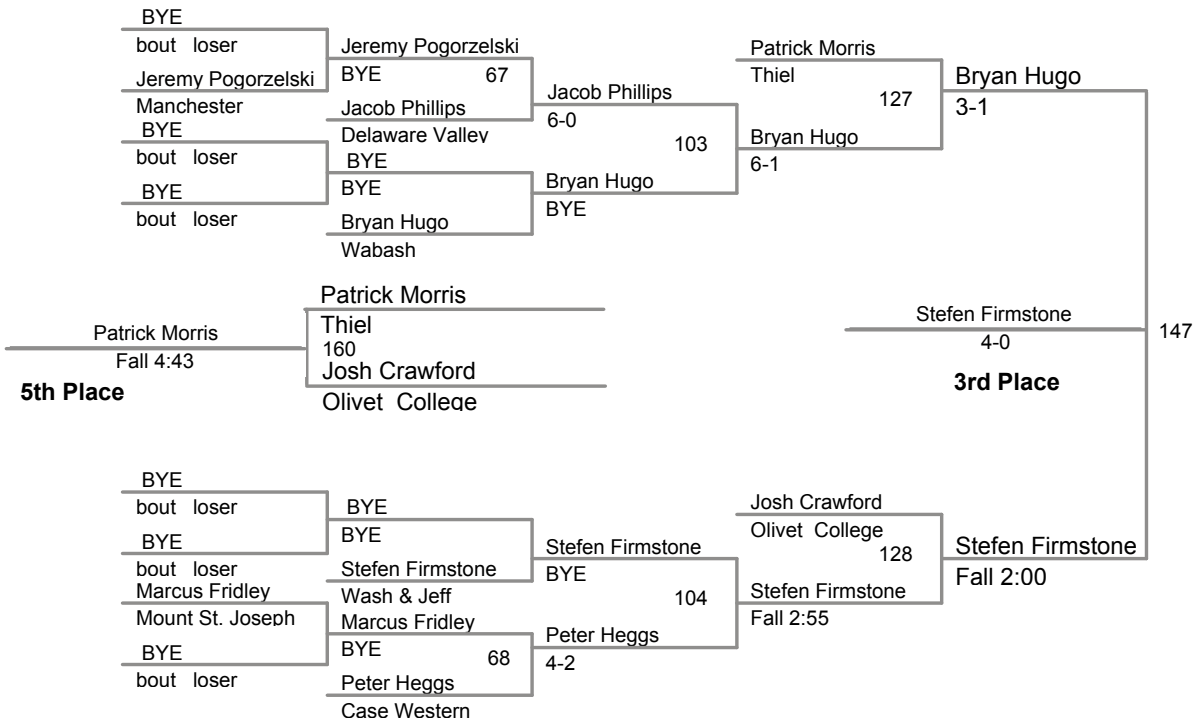 BYE
bout loser
Jeremy Pogorzelski
Manchester
BYE
bout loser
BYE
bout loser
Jeremy Pogorzelski
BYE 67
Jacob Phillips
Delaware Valley
BYE
BYE
Bryan Hugo
Wabash
Jacob Phillips
6-0
103
Bryan Hugo
BYE
Patrick Morris
Thiel
127
Bryan Hugo
6-1
Bryan Hugo
3-1
Patrick Morris
Fall 4:43
5th Place
Patrick Morris
Thiel
160
Josh Crawford
Olivet College
Stefen Firmstone
4-0
3rd Place
147
BYE
bout loser
BYE
bout loser
Marcus Fridley
Mount St. Joseph
BYE
bout loser
BYE
BYE
Stefen Firmstone
Wash & Jeff
Marcus Fridley
BYE 68
Peter Heggs
Case Western
Stefen Firmstone
BYE
104
Peter Heggs
4-2
Josh Crawford
Olivet College
128
Stefen Firmstone
Fall 2:55
Stefen Firmstone
Fall 2:00